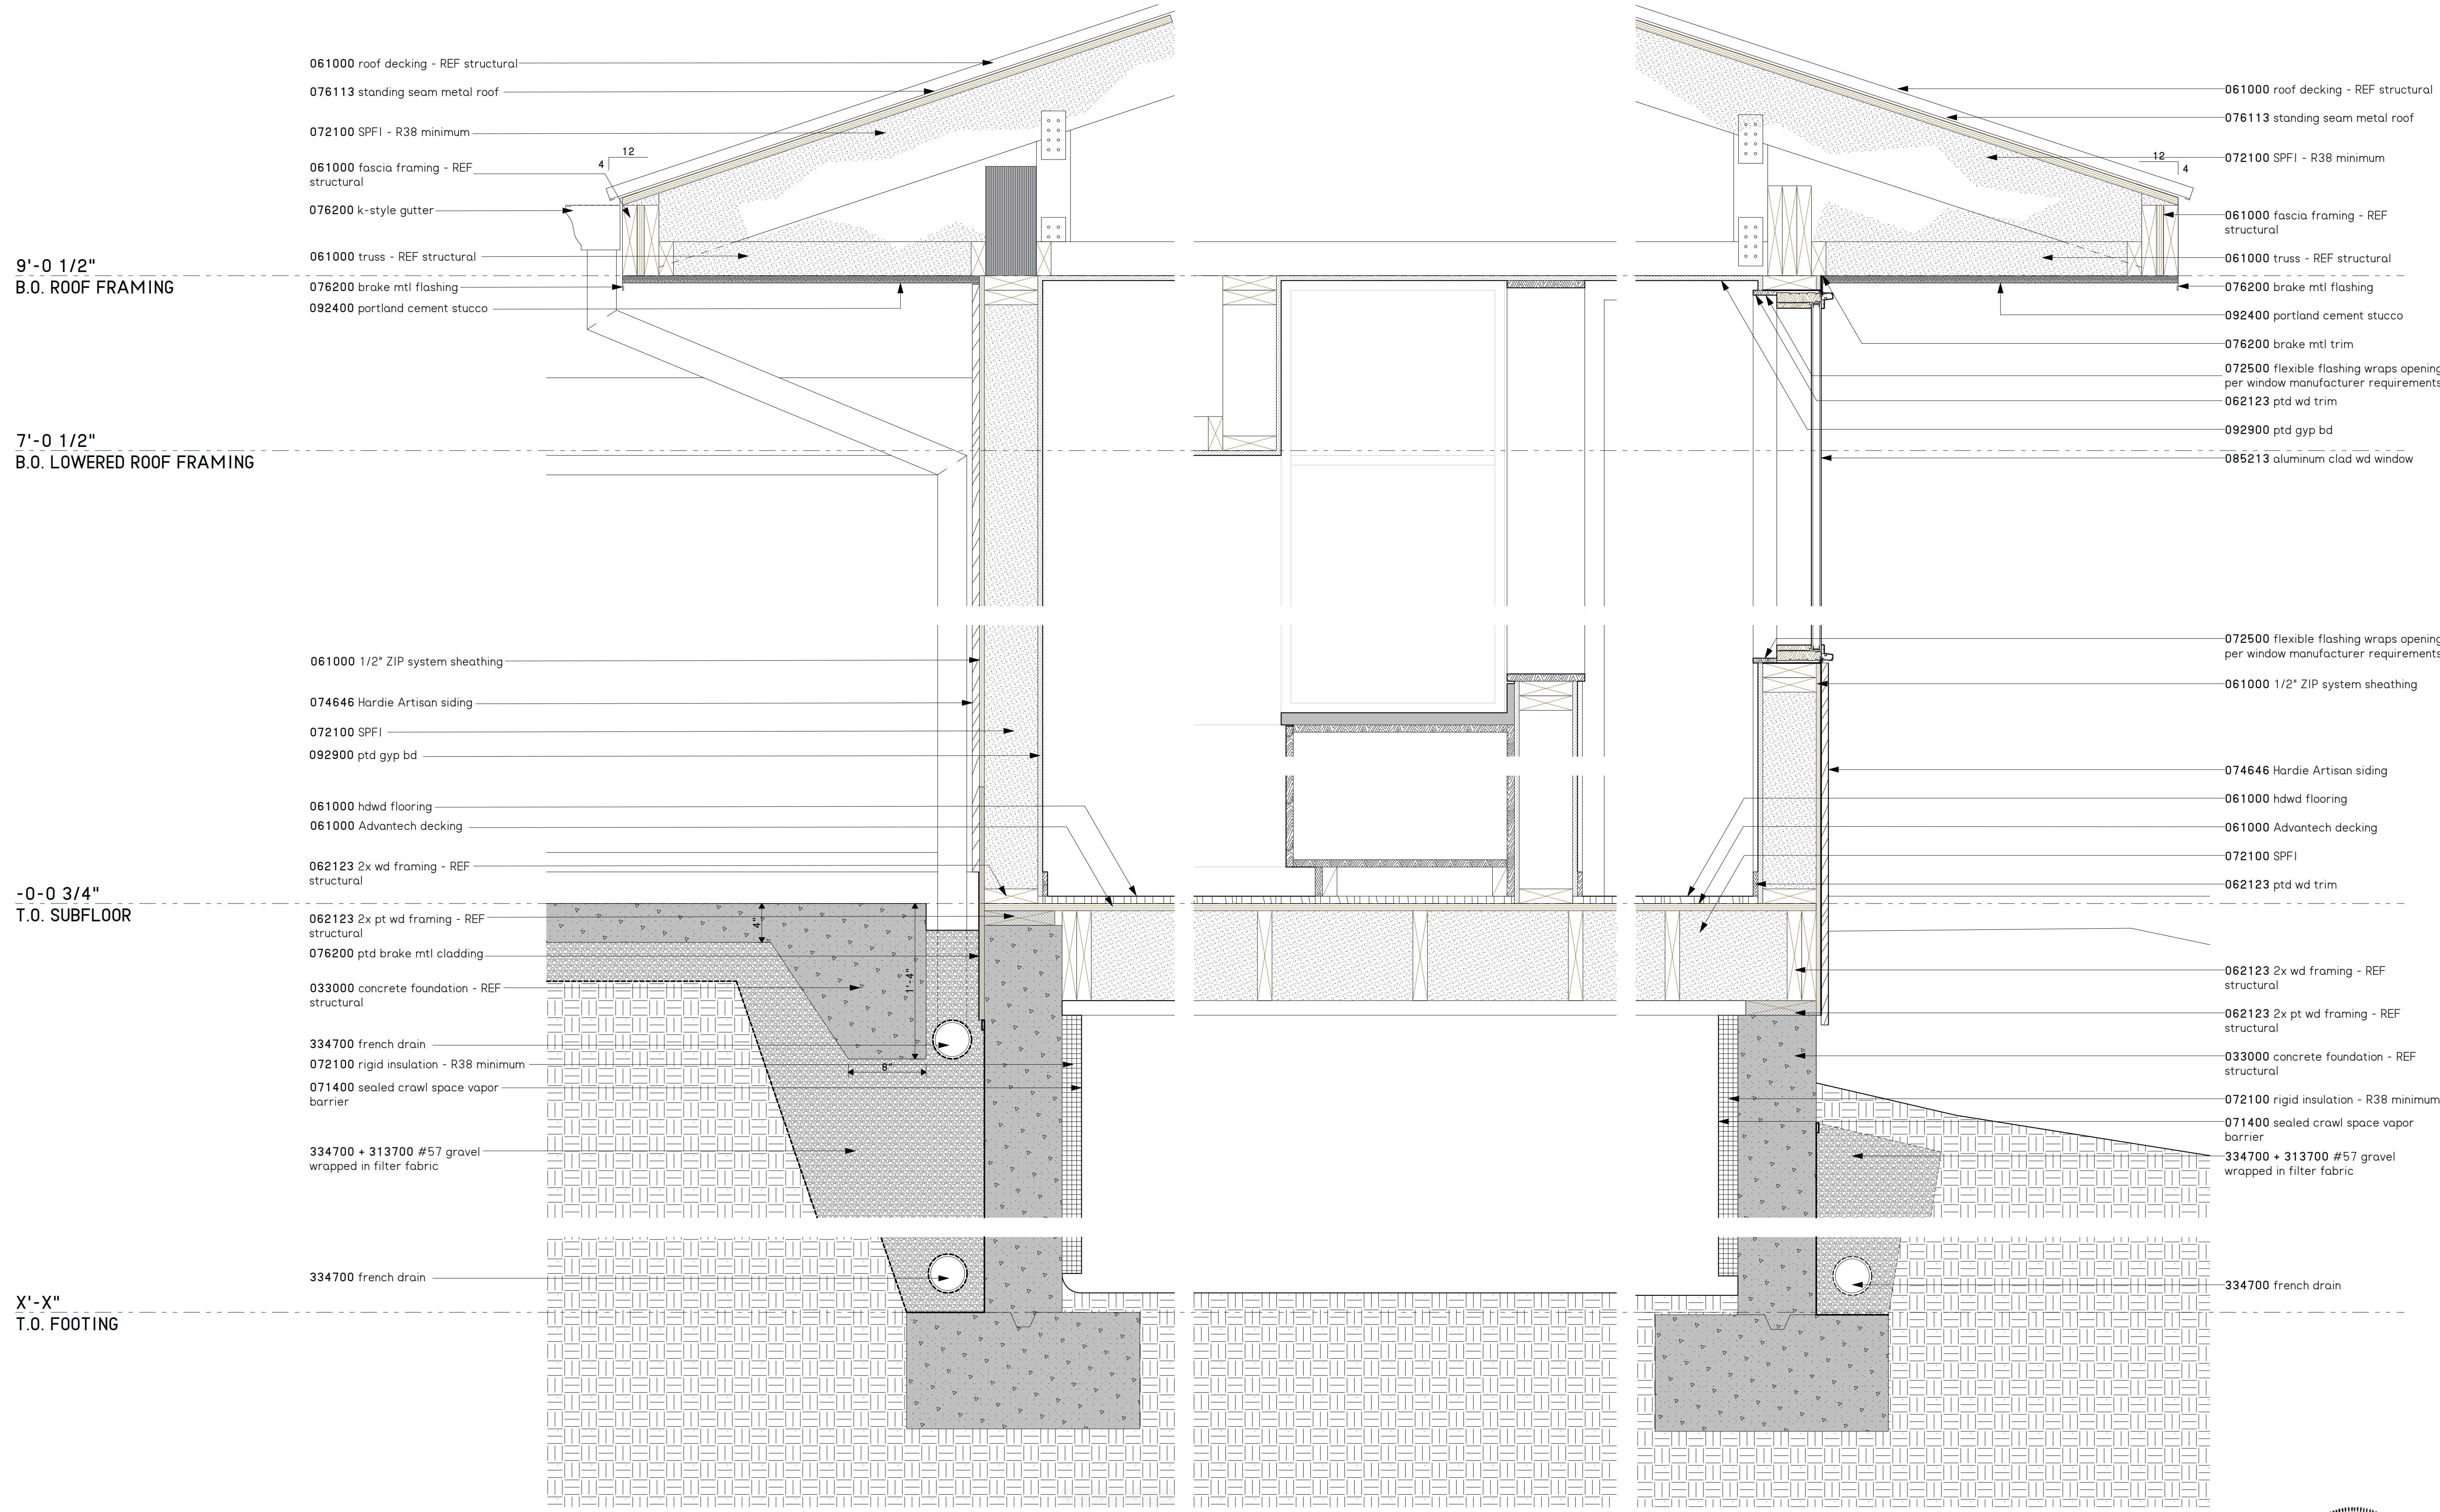 061000 roof decking - REF structural
076113 standing seam metal roof
072100 SPFI - R38 minimum
12
4
061000 fascia framing - REF
structural
076200 k-style gutter
061000 truss - REF structural
9'-0 1/2"
B.O. ROOF FRAMING
076200 brake mtl flashing
092400 portland cement stucco
7'-0 1/2"
B.O. LOWERED ROOF FRAMING
061000 1/2" ZIP system sheathing
074646 Hardie Artisan siding
072100 SPFI
092900 ptd gyp bd
061000 hdwd flooring
061000 Advantech decking
062123 2x wd framing - REF
structural
-0-0 3/4"
T.O. SUBFLOOR
062123 2x pt wd framing - REF
structural
4"
076200 ptd brake mtl cladding
1'-4"
033000 concrete foundation - REF
structural
334700 french drain
072100 rigid insulation - R38 minimum
8"
071400 sealed crawl space vapor
barrier
334700 + 313700 #57 gravel
wrapped in filter fabric
334700 french drain
X'-X"
T.O. FOOTING
061000 roof decking - REF structural
076113 standing seam metal roof
072100 SPFI - R38 minimum
12
4
061000 fascia framing - REF
structural
061000 truss - REF structural
076200 brake mtl flashing
092400 portland cement stucco
076200 brake mtl trim
072500 flexible flashing wraps opening
per window manufacturer requirements
062123 ptd wd trim
092900 ptd gyp bd
085213 aluminum clad wd window
072500 flexible flashing wraps opening
per window manufacturer requirements
061000 1/2" ZIP system sheathing
074646 Hardie Artisan siding
061000 hdwd flooring
061000 Advantech decking
072100 SPFI
062123 ptd wd trim
062123 2x wd framing - REF
structural
062123 2x pt wd framing - REF
structural
033000 concrete foundation - REF
structural
072100 rigid insulation - R38 minimum
071400 sealed crawl space vapor
barrier
334700 + 313700 #57 gravel
wrapped in filter fabric
334700 french drain